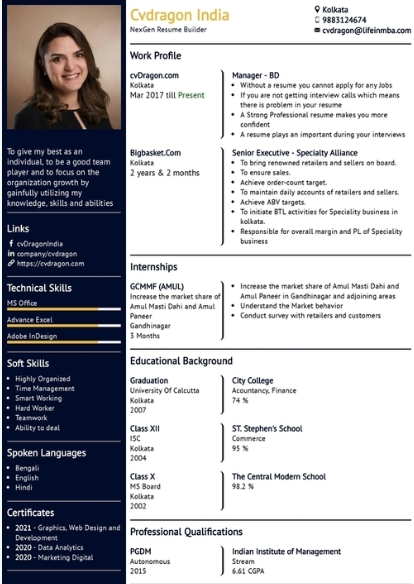 Cvdragon India
NexGen Resume Builder
Kolkata
9883124674
cvdragon@lifeinmba.com
To give my best as an
individual, to be a good team
player and to focus on the
organization growth by
gainfully utilizing my
knowledge, skills and abilities
Links
cvDragonIndia
company/cvdragon
https://cvdragon.com
Technical Skills
MS Office
Advance Excel
Adobe InDesign
Soft Skills
Highly Organized
Time Management
Smart Working
Hard Worker
Teamwork
Ability to deal
Spoken Languages
Bengali
English
Hindi
Certificates
2021 - Graphics, Web Design and
Development
2020 - Data Analytics
2020 - Marketing Digital
Work Profile
cvDragon.com
Kolkata
Mar 2017 till Present
Manager - BD
Without a resume you cannot apply for any Jobs
If you are not getting interview calls which means
there is problem in your resume
A Strong Professional resume makes you more
confident
A resume plays an important during your interviews
Bigbasket.Com
Kolkata
2 years & 2 months
Senior Executive - Specialty Alliance
To bring renowned retailers and sellers on board.
To ensure sales.
Achieve order-count target.
To maintain daily accounts of retailers and sellers.
Achieve ABV targets.
To initiate BTL activities for Speciality business in
kolkata.
Responsible for overall margin and PL of Speciality
business
Internships
GCMMF (AMUL)
Increase the market share of
Amul Masti Dahi and Amul
Paneer
Gandhinagar
3 Months
Increase the market share of Amul Masti Dahi and
Amul Paneer in Gandhinagar and adjoining areas
Understand the Market behavior
Conduct survey with retailers and customers
Educational Background
Graduation
University Of Calcutta
Kolkata
2007
City College
Acountancy, Finance
74 %
Class XII
ISC
Kolkata
2004
ST. Stephen's School
Commerce
95 %
Class X
MS Board
Kolkata
2002
The Central Modern School
98.2 %
Professional Qualifications
PGDM
Autonomous
2015
Indian Institute of Management
Stream
6.61 CGPA